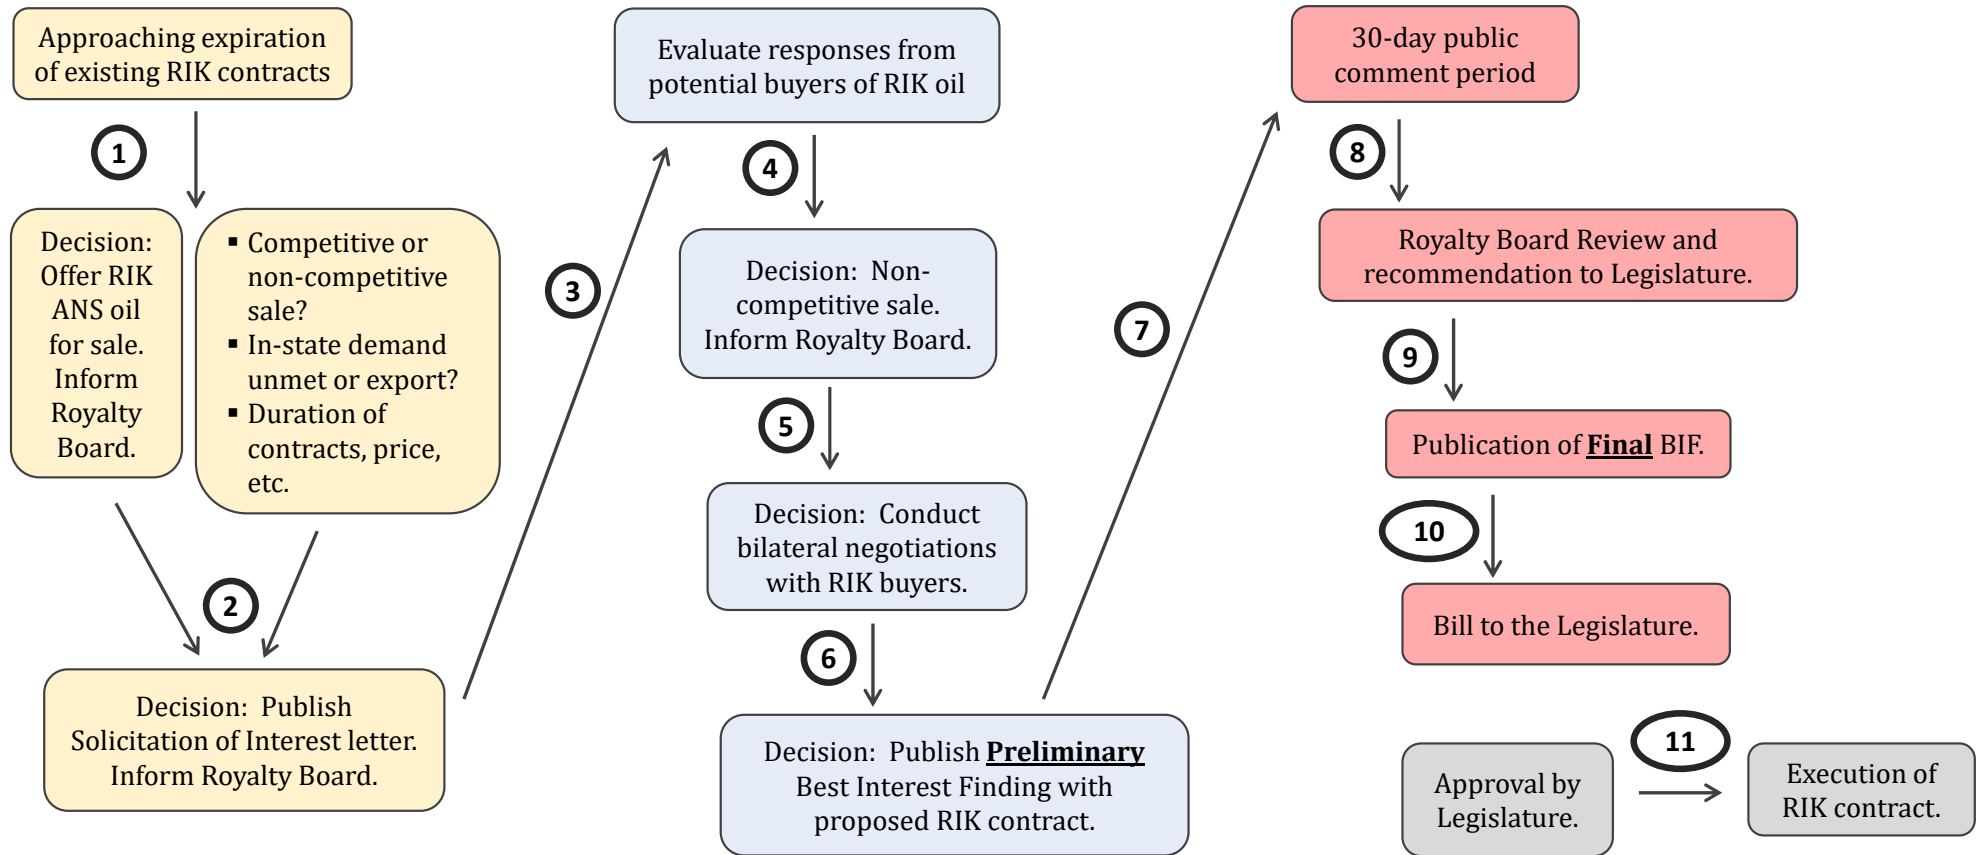 Approaching expiration
of existing RIK contracts
1
Decision:
Offer RIK
ANS oil
for sale.
Inform
Royalty
Board.
▪ Competitive or
non-competitive
sale?
▪ In-state demand
unmet or export?
▪ Duration of
contracts, price,
etc.
2
Decision:  Publish
Solicitation of Interest letter.
Inform Royalty Board.
3
Evaluate responses from
potential buyers of RIK oil
4
Decision:  Non-
competitive sale.
Inform Royalty Board.
5
Decision:  Conduct
bilateral negotiations
with RIK buyers.
6
Decision:  Publish Preliminary
Best Interest Finding with
proposed RIK contract.
7
30-day public
comment period
8
Royalty Board Review and
recommendation to Legislature.
9
Publication of Final BIF.
10
Bill to the Legislature.
Approval by
Legislature.
11
Execution of
RIK contract.